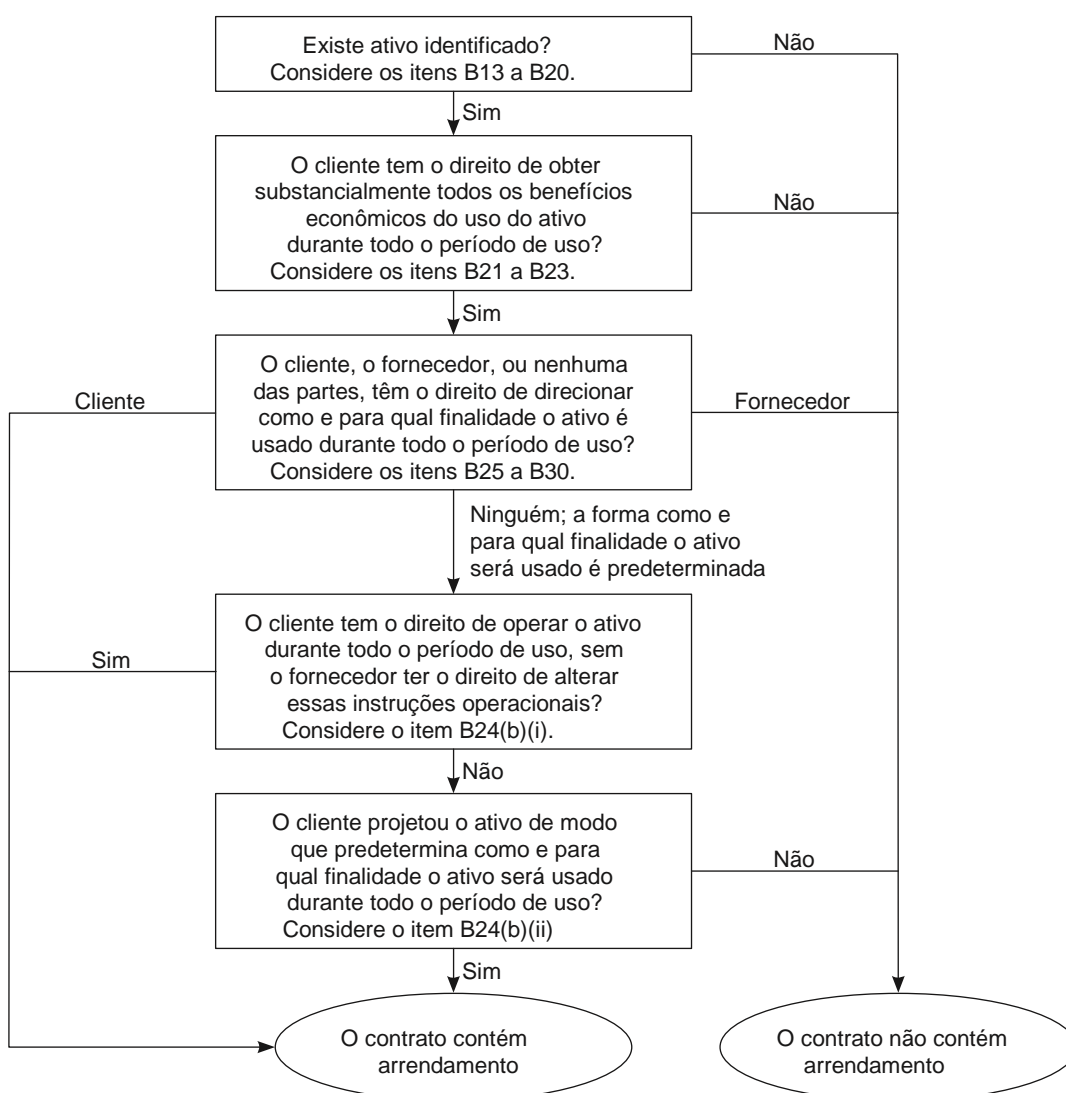 Existe ativo identificado?
Considere os itens B13 a B20.
Não
Sim
O cliente tem o direito de obter
substancialmente todos os benefícios
econômicos do uso do ativo
durante todo o período de uso?
Considere os itens B21 a B23.
Não
Sim
O cliente, o fornecedor, ou nenhuma
das partes, têm o direito de direcionar
como e para qual finalidade o ativo é
usado durante todo o período de uso?
Considere os itens B25 a B30.
Cliente
Fornecedor
Ninguém; a forma como e
para qual finalidade o ativo
será usado é predeterminada
O cliente tem o direito de operar o ativo
durante todo o período de uso, sem
o fornecedor ter o direito de alterar
essas instruções operacionais?
Considere o item B24(b)(i).
Sim
Não
O cliente projetou o ativo de modo
que predetermina como e para
qual finalidade o ativo será usado
durante todo o período de uso?
Considere o item B24(b)(ii)
Não
Sim
O contrato contém
arrendamento
O contrato não contém
arrendamento